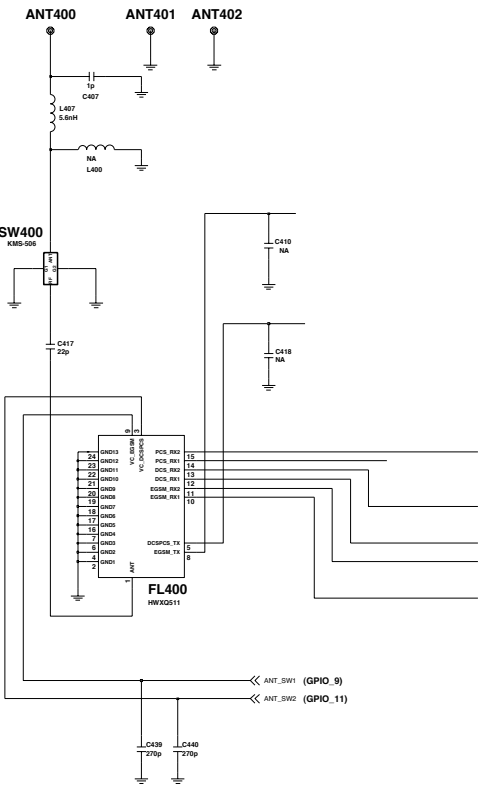 ANT400 ANT401 ANT402
1p
C407
L407
5.6nH
NA
L400
SW400
KMS-506
ANT
G1 G2
RF
C410
NA
C417
22p
C418
NA
9 3
VC_EGSM VC_DCSPCS
GND13 PCS_RX2
24 GND12 PCS_RX1 15
23 GND11 DCS_RX2 14
22 GND10 DCS_RX1 13
21 GND9 EGSM_RX2 12
20 GND8 EGSM_RX1 11
19 GND7 10
18 GND6
17 GND5
16 GND4
7 GND3 DCSPCS_TX
6 GND2 EGSM_TX 5
4 GND1 8
2
ANT
1
FL400
HWXQ511
ANT_SW1 (GPIO_9)
ANT_SW2 (GPIO_11)
C439
270p
C440
270p